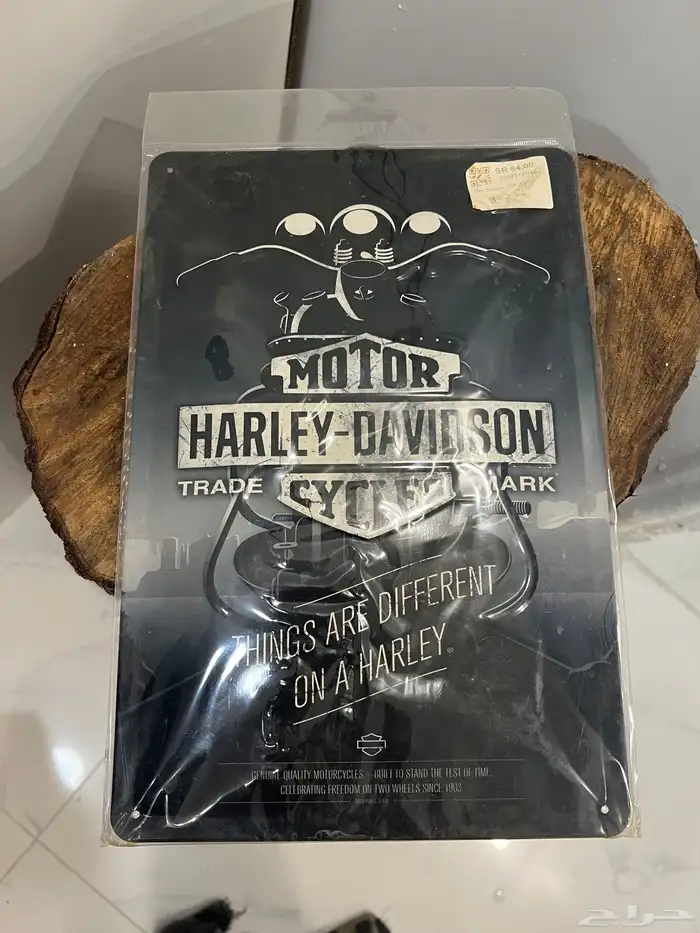 SR 64.00
MOTOR
HARLEY-DAVIDSON
TRADE MARK
CYCLES
THINGS ARE DIFFERENT
ON A HARLEY®
GENUINE QUALITY MOTORCYCLES – BUILT TO STAND THE TEST OF TIME.
CELEBRATING FREEDOM ON TWO WHEELS SINCE 1903
حراج